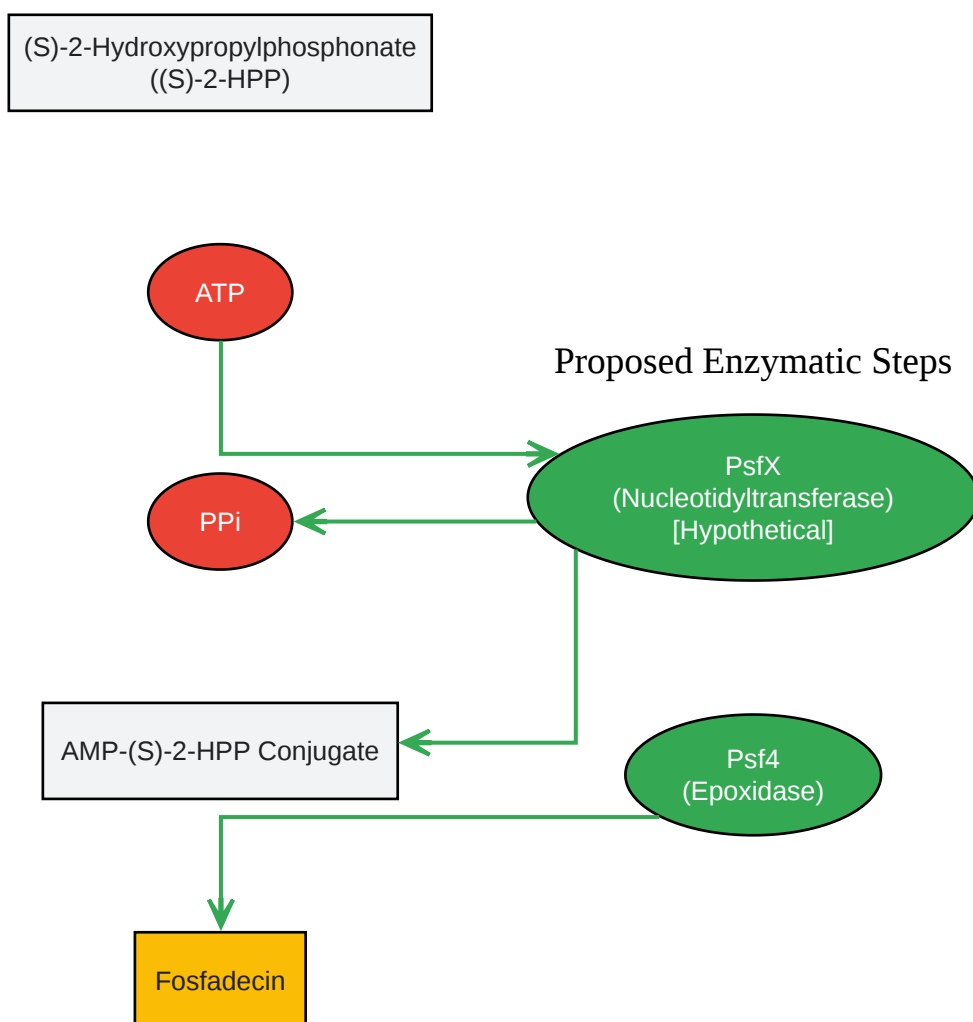 (S)-2-Hydroxypropylphosphonate
((S)-2-HPP)
ATP
Proposed Enzymatic Steps
PsfX
(Nucleotidyltransferase)
[Hypothetical]
PPi
AMP-(S)-2-HPP Conjugate
Psf4
(Epoxidase)
Fosfadecin